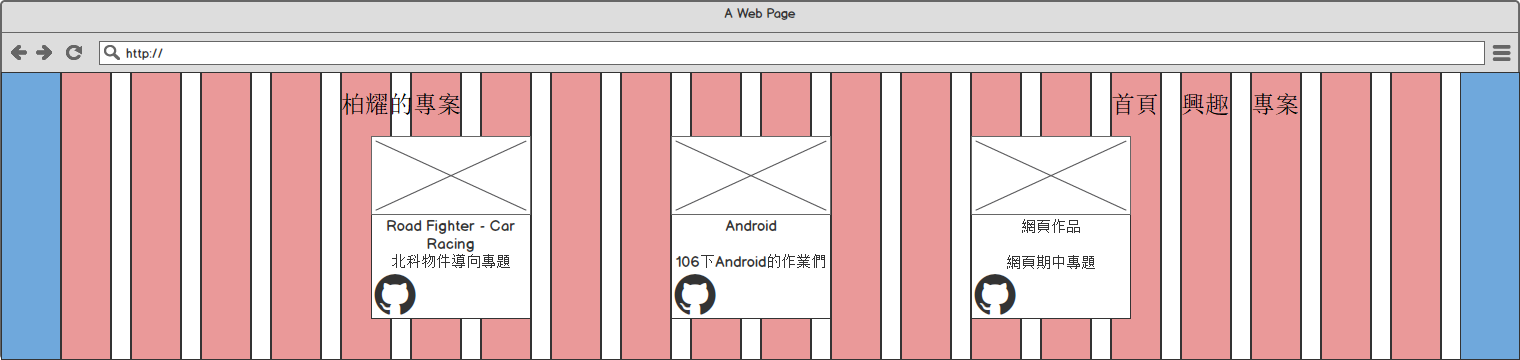 A Web Page
http://
柏耀的專案
首頁 興趣 專案
Road Fighter - Car
Racing
北科物件導向專題
Android
106下Android的作業們
網頁作品
網頁期中專題